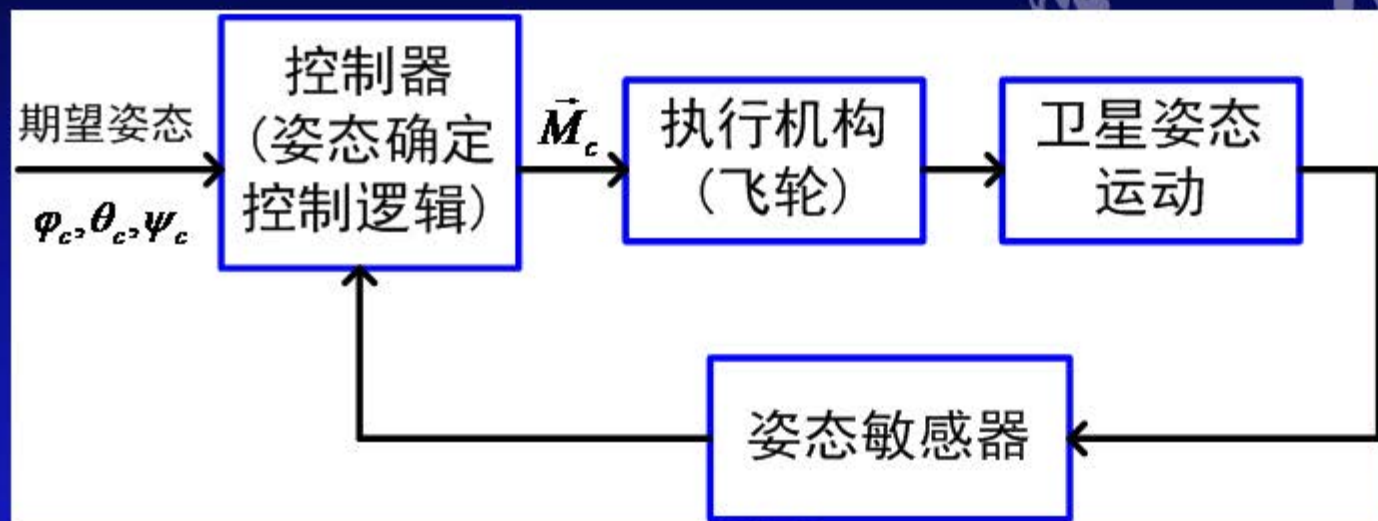 期望姿态
φc,θc,ψc
控制器
(姿态确定
控制逻辑)
M⃗c
执行机构
(飞轮)
卫星姿态
运动
姿态敏感器